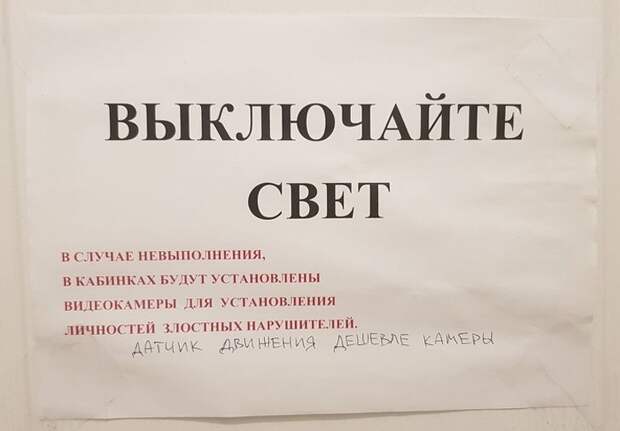 ВЫКЛЮЧАЙТЕ
СВЕТ
В СЛУЧАЕ НЕВЫПОЛНЕНИЯ,
В КАБИНКАХ БУДУТ УСТАНОВЛЕНЫ
ВИДЕОКАМЕРЫ ДЛЯ УСТАНОВЛЕНИЯ
ЛИЧНОСТЕЙ ЗЛОСТНЫХ НАРУШИТЕЛЕЙ.
ДАТЧИК ДВИЖЕНИЯ ДЕШЕВЛЕ КАМЕРЫ